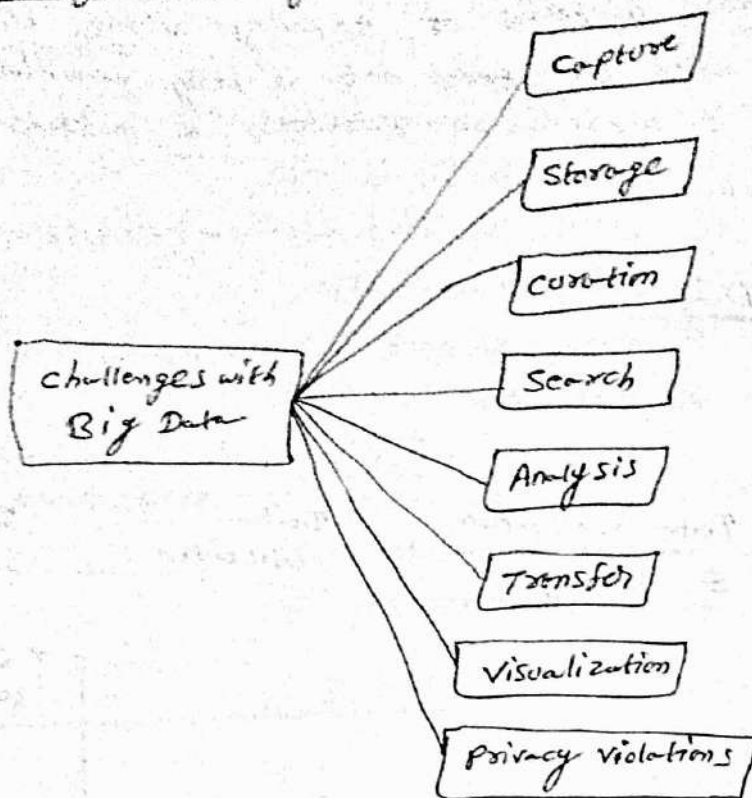 Capture
Storage
Curation
Challenges with
Big Data
Search
Analysis
Transfer
Visualization
Privacy Violations